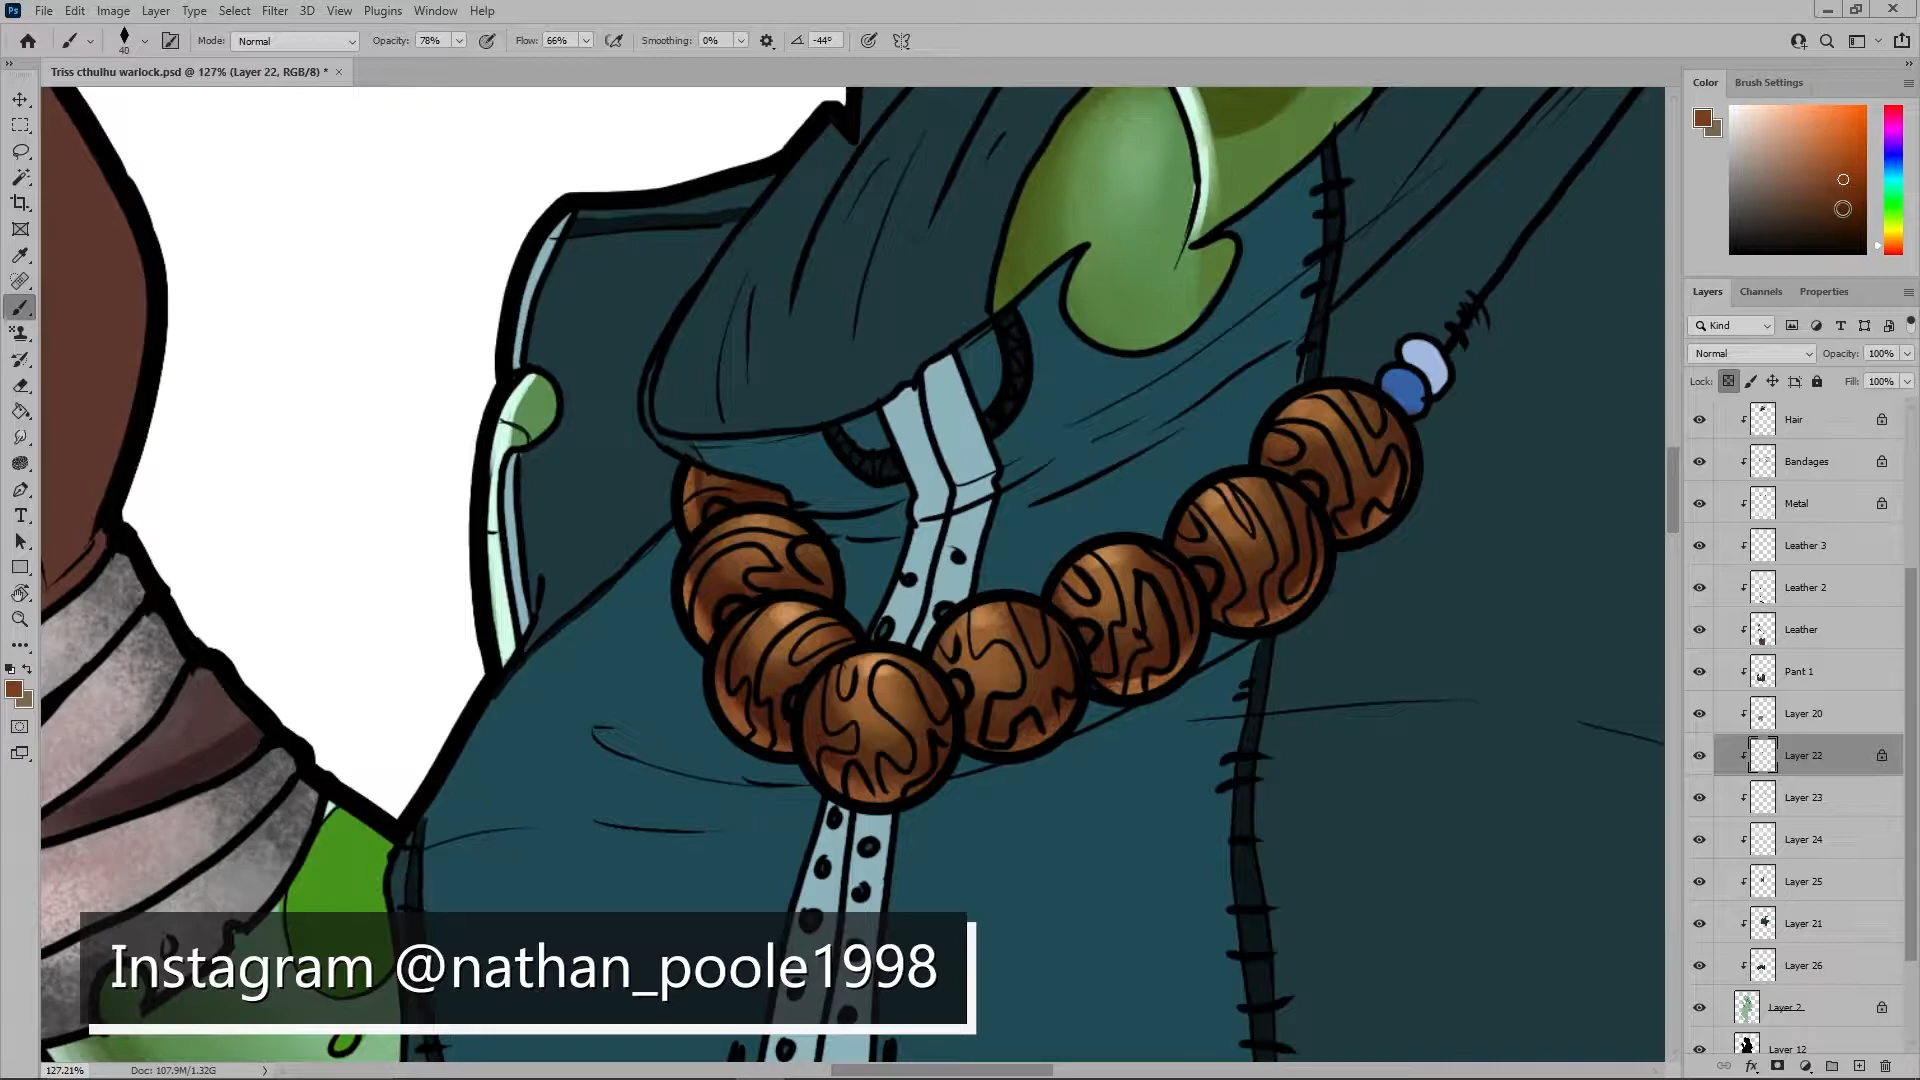 Ps File Edit Image Layer Type Select Filter 3D View Plugins Window Help
40 Mode: Normal Opacity: 78% Flow: 66% Smoothing: 0% -44°
Triss cthulhu warlock.psd @ 127% (Layer 22, RGB/8) * ×
Color Brush Settings
Layers Channels Properties
Kind
Normal Opacity: 100%
Lock: Fill: 100%
Hair
Bandages
Metal
Leather 3
Leather 2
Leather
Pant 1
Layer 20
Layer 22
Layer 23
Layer 24
Layer 25
Layer 21
Layer 26
Layer 2
Layer 12
Instagram @nathan_poole1998
127.21% Doc: 107.9M/1.32G
fx